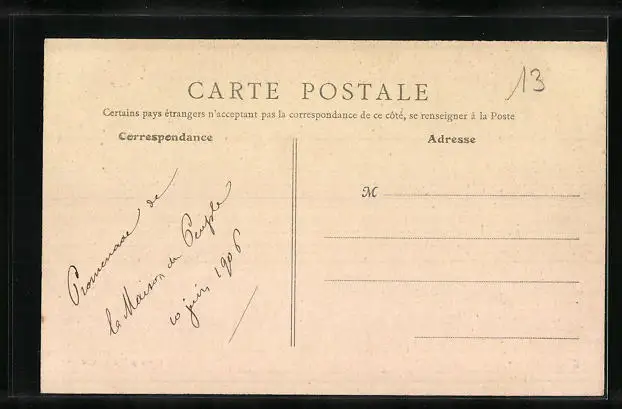 CARTE POSTALE
13
Certains pays étrangers n'acceptent pas la correspondance de ce côté, se renseigner à la Poste
Correspondance
Adresse
M
Promenade de
la Maison du Peuple
10 juin 1906